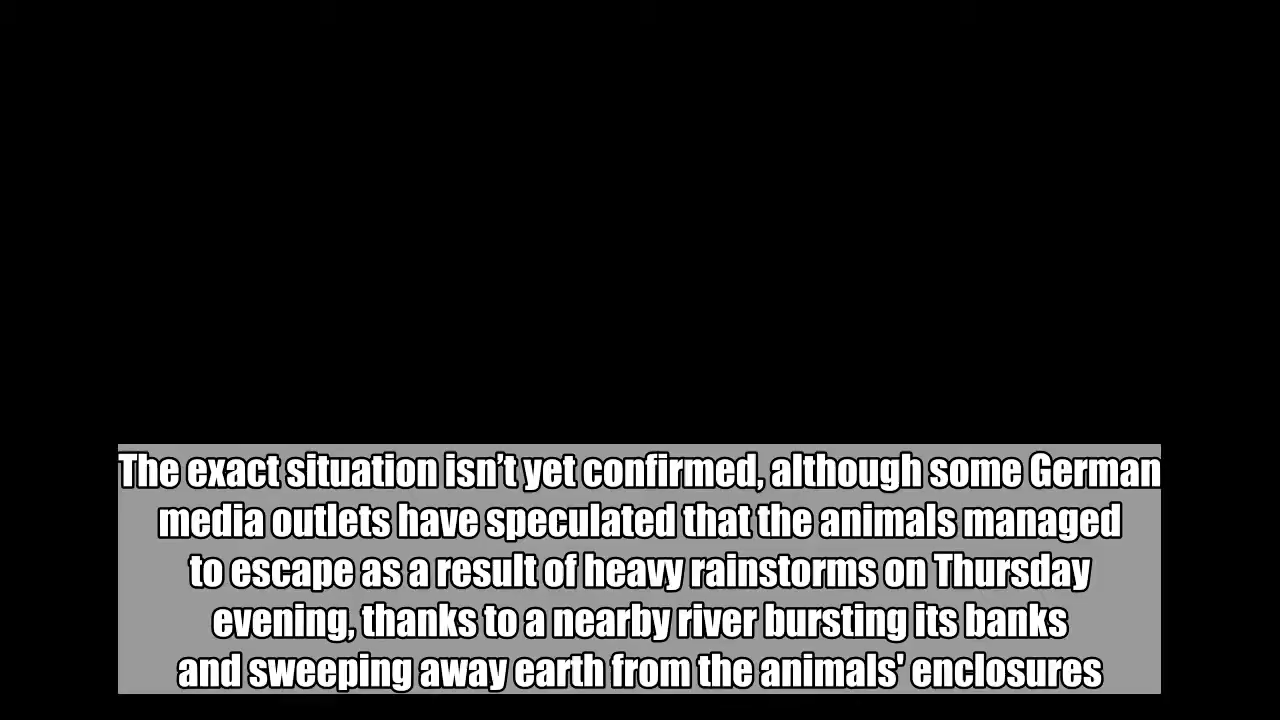 The exact situation isn’t yet confirmed, although some German
media outlets have speculated that the animals managed
to escape as a result of heavy rainstorms on Thursday
evening, thanks to a nearby river bursting its banks
and sweeping away earth from the animals' enclosures